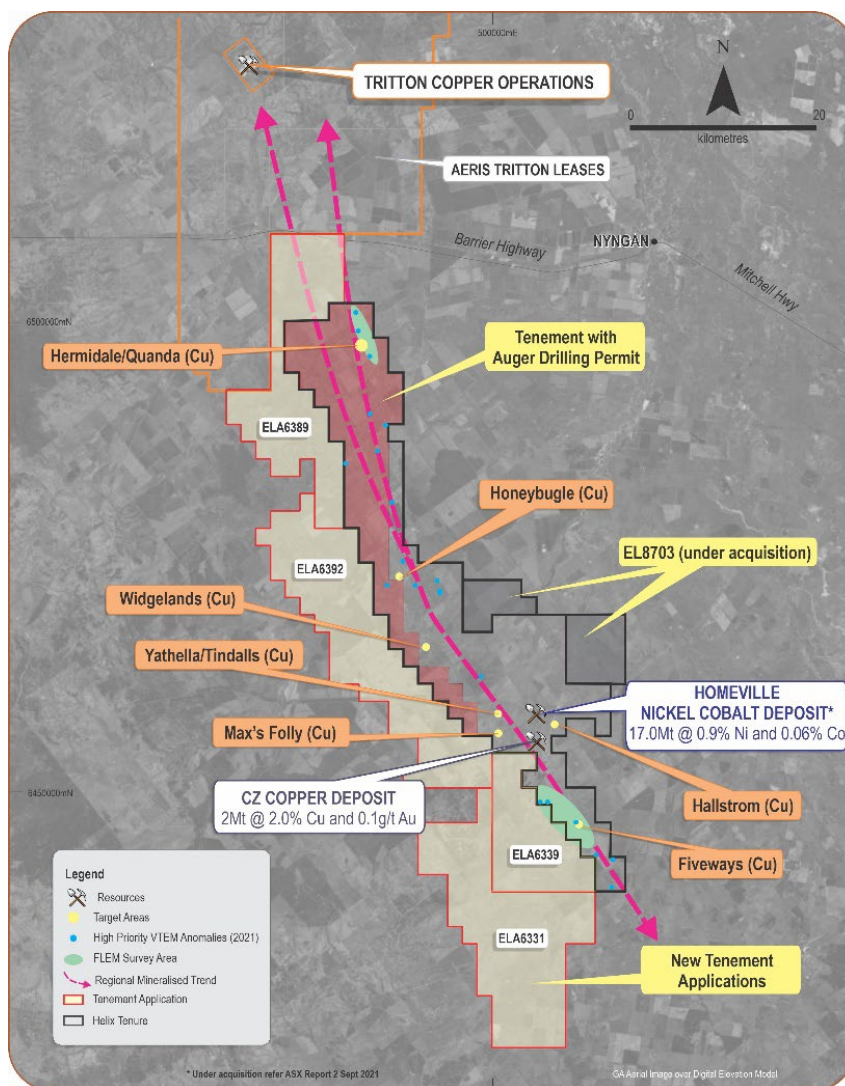 500000mE
N
TRITTON COPPER OPERATIONS
0
20
kilometres
AERIS TRITTON LEASES
Barrier Highway
NYNGAN
Mitchell Hwy
6500000mN
Hermidale/Quanda (Cu)
Tenement with
Auger Drilling Permit
ELA6389
Honeybugle (Cu)
EL8703 (under acquisition)
ELA6392
Widgelands (Cu)
Yathella/Tindalls (Cu)
HOMEVILLE
NICKEL COBALT DEPOSIT*
17.0Mt @ 0.9% Ni and 0.06% Co
Max's Folly (Cu)
CZ COPPER DEPOSIT
2Mt @ 2.0% Cu and 0.1g/t Au
6450000mN
Hallstrom (Cu)
ELA6339
Fiveways (Cu)
Legend
Resources
Target Areas
High Priority VTEM Anomalies (2021)
FLEM Survey Area
Regional Mineralised Trend
Tenement Application
Helix Tenure
ELA6331
New Tenement
Applications
* Under acquisition refer ASX Report 2 Sept 2021
GA Aerial Image over Digital Elevation Model